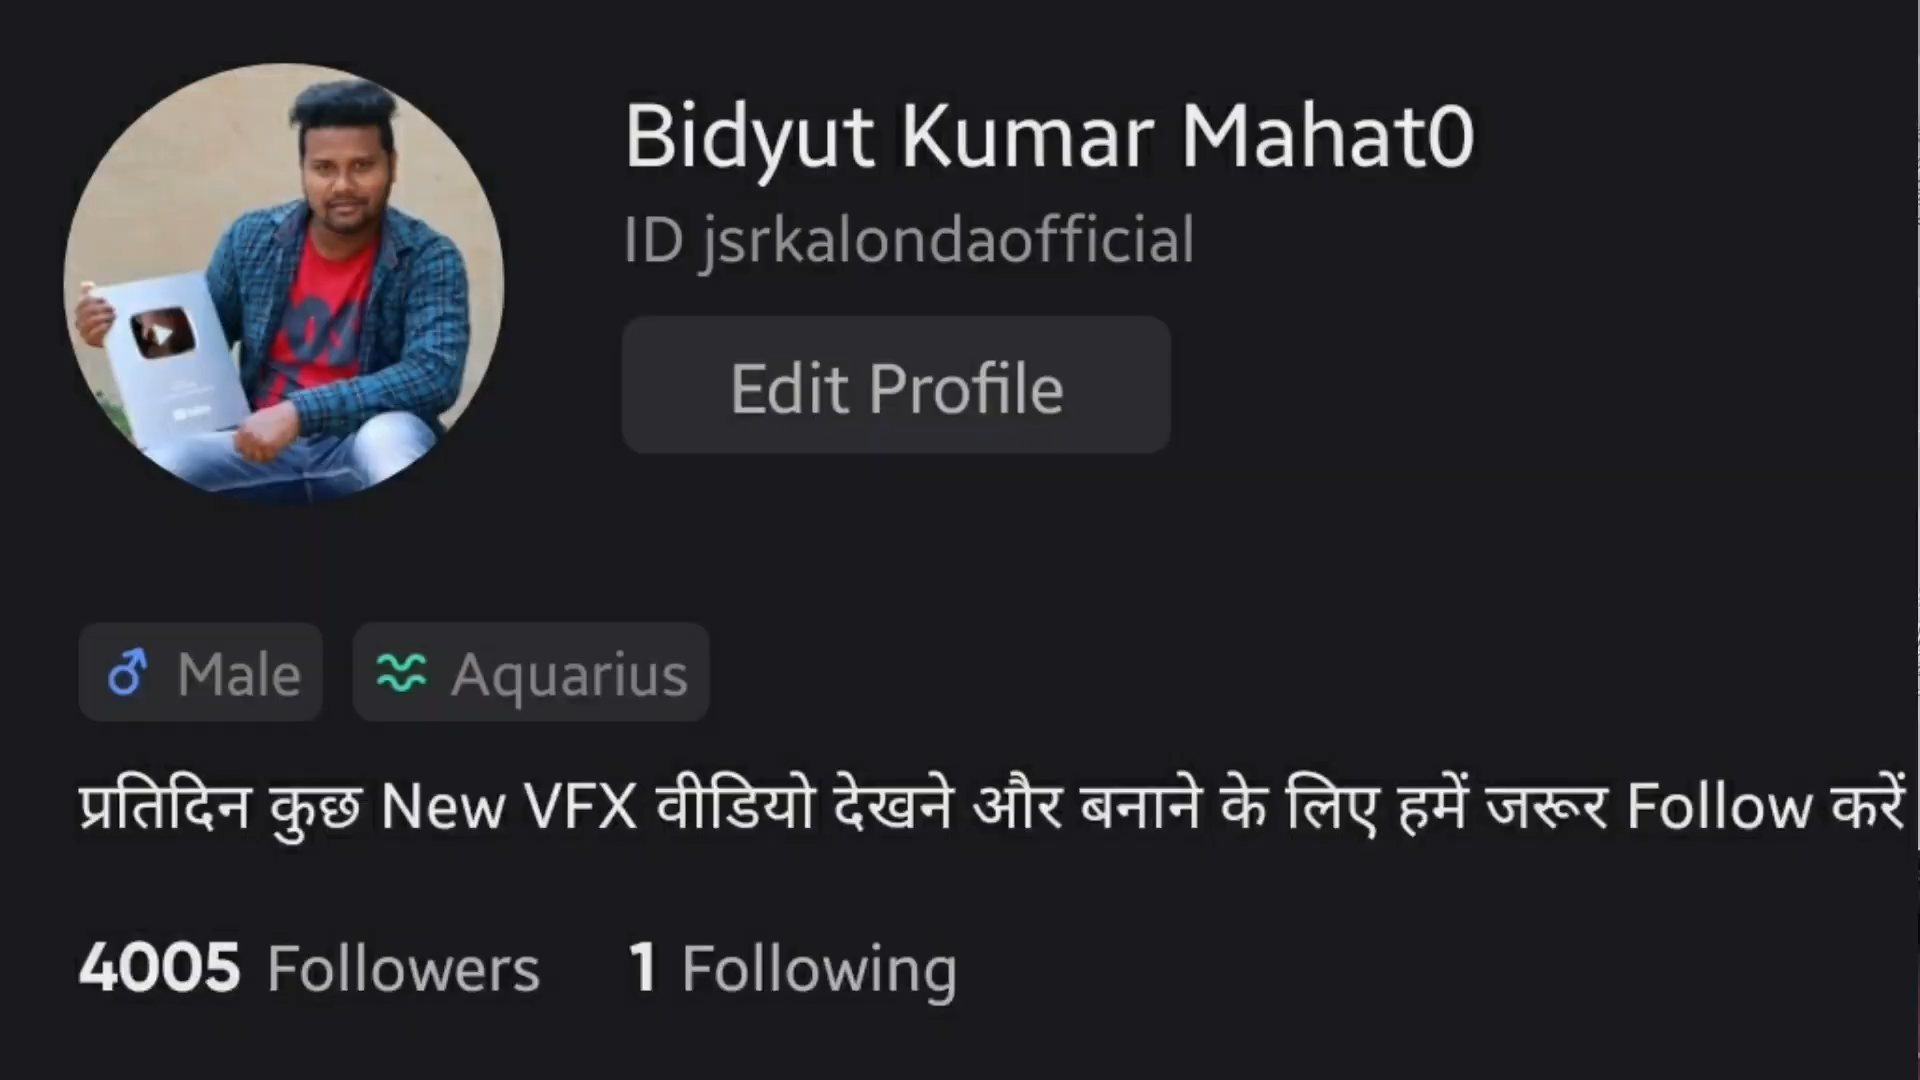 Bidyut Kumar Mahat0
ID jsrkalondaofficial
Edit Profile
Male
Aquarius
प्रतिदिन कुछ New VFX वीडियो देखने और बनाने के लिए हमें जरूर Follow करें
4005 Followers 1 Following